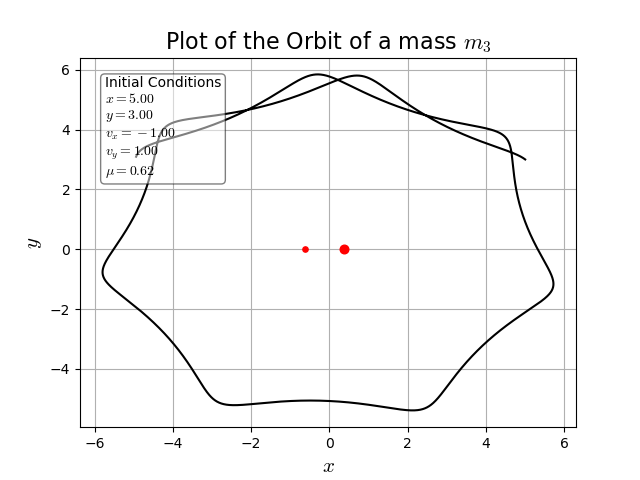 Plot of the Orbit of a mass m₃
Initial Conditions
x = 5.00
y = 3.00
vₓ = −1.00
v_y = 1.00
μ = 0.62
6
4
2
0
−2
−4
y
−6
−4
−2
0
2
4
6
x